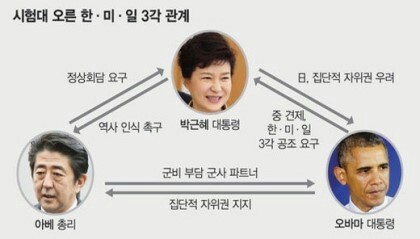 시험대 오른 한·미·일 3각 관계
정상회담 요구
역사 인식 촉구
박근혜 대통령
日, 집단적 자위권 우려
중 견제,
한·미·일
3각 공조 요구
군비 부담 군사 파트너
집단적 자위권 지지
아베 총리
오바마 대통령